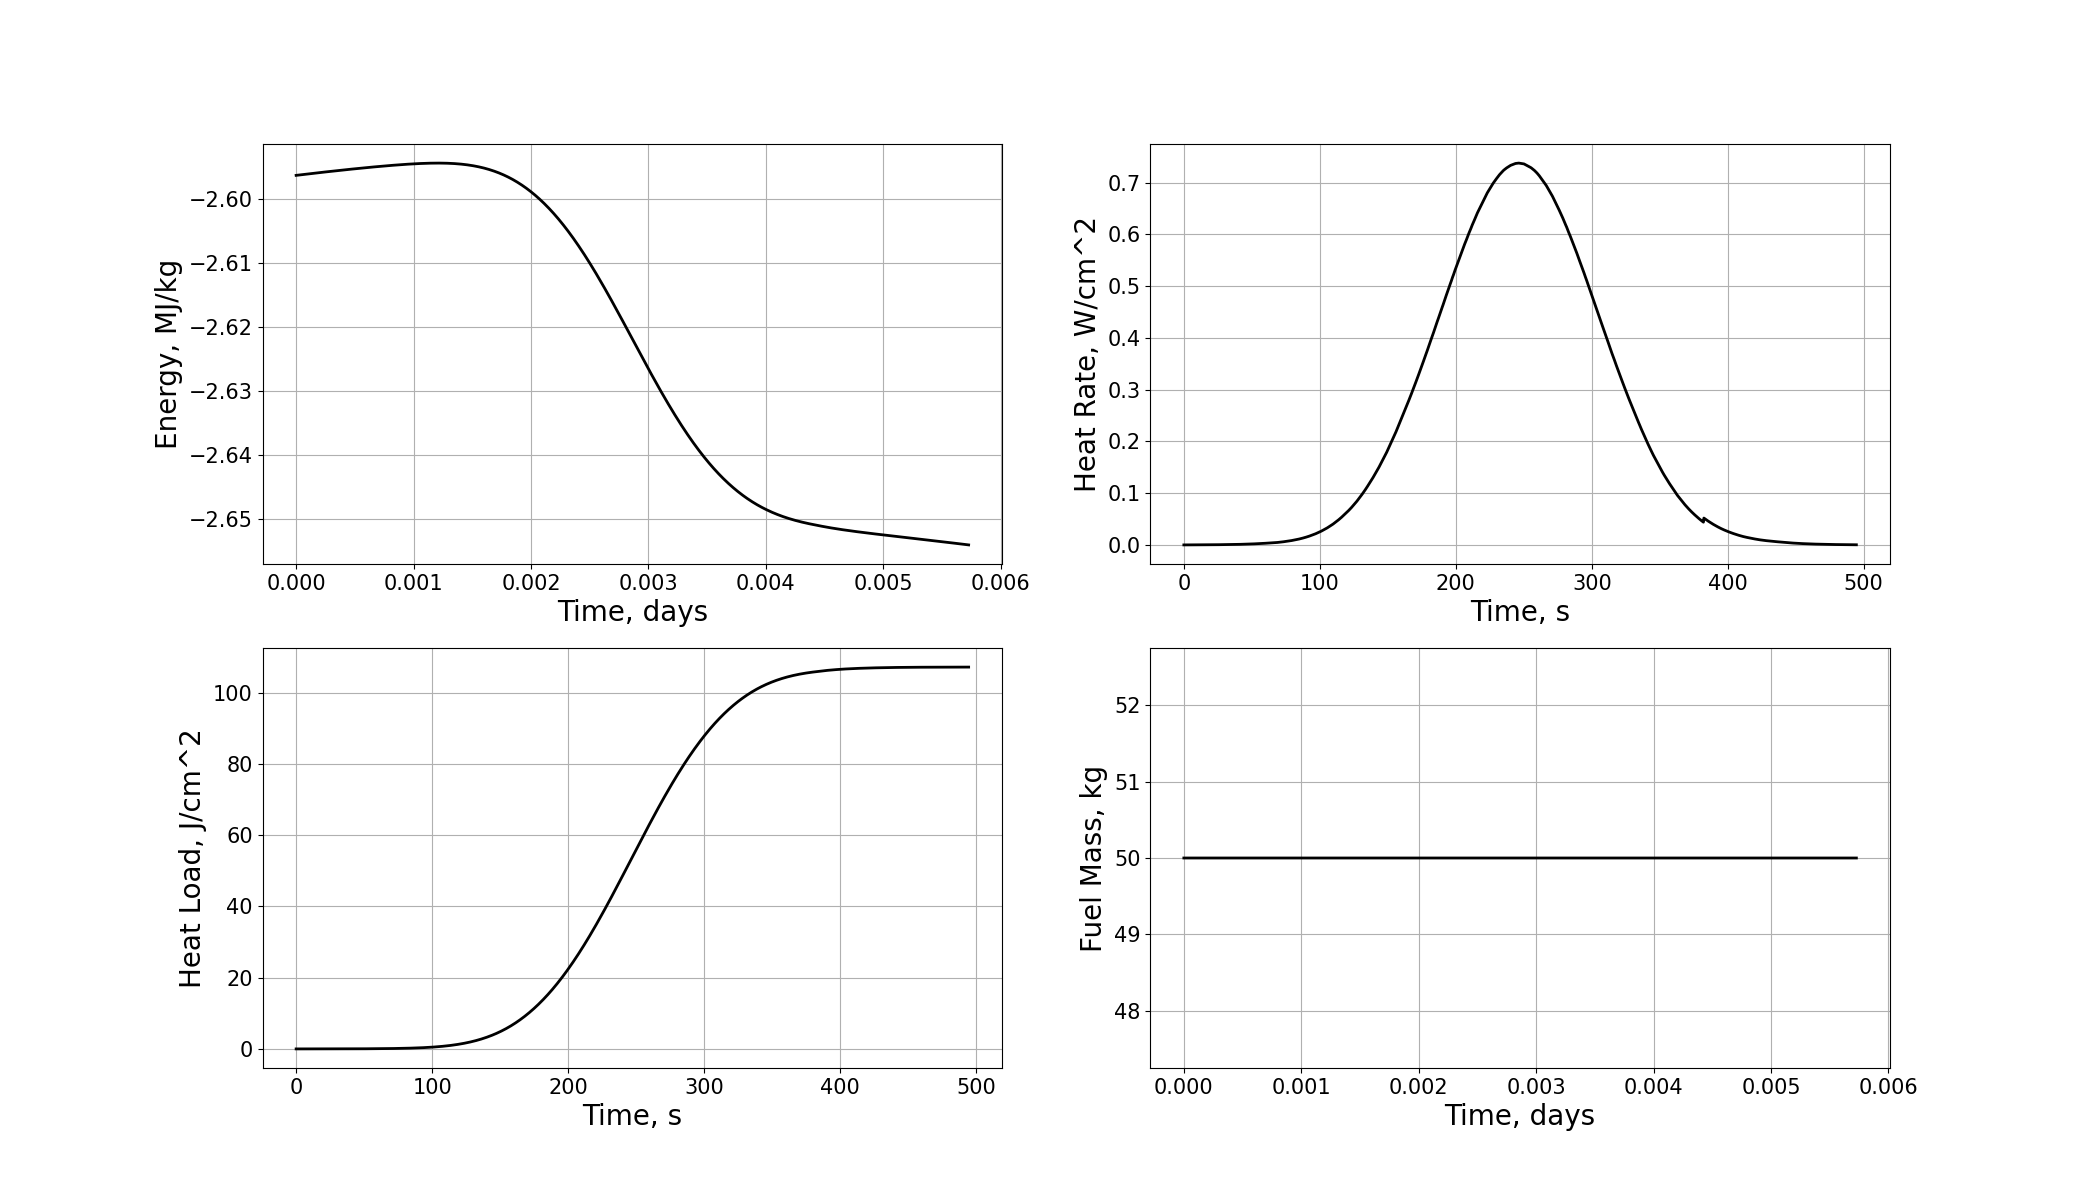 −2.60
−2.61
−2.62
−2.63
−2.64
−2.65
Energy, MJ/kg
0.000 0.001 0.002 0.003 0.004 0.005 0.006
Time, days
0.7
0.6
0.5
0.4
0.3
0.2
0.1
0.0
Heat Rate, W/cm^2
0 100 200 300 400 500
Time, s
100
80
60
40
20
0
Heat Load, J/cm^2
0 100 200 300 400 500
Time, s
52
51
50
49
48
Fuel Mass, kg
0.000 0.001 0.002 0.003 0.004 0.005 0.006
Time, days